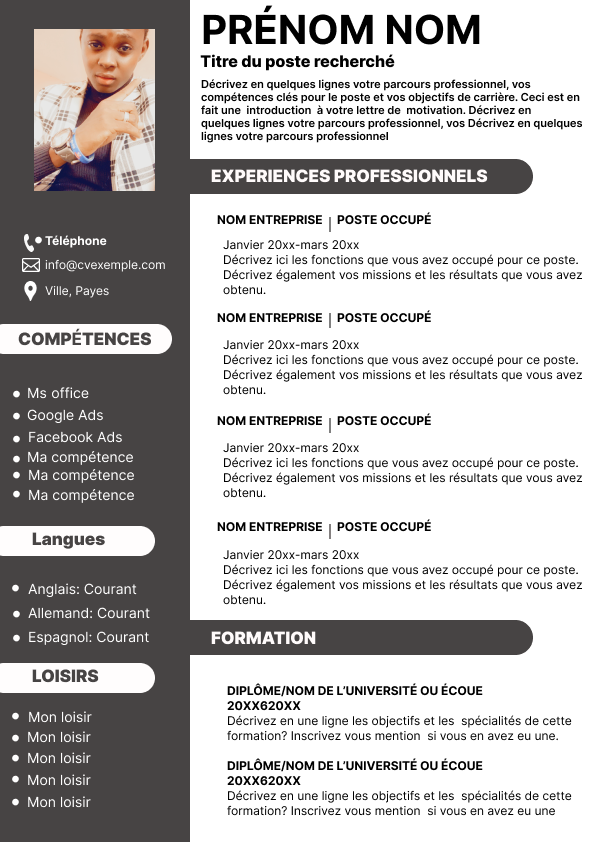 PRÉNOM NOM
Titre du poste recherché
Décrivez en quelques lignes votre parcours professionnel, vos
compétences clés pour le poste et vos objectifs de carrière. Ceci est en
fait une introduction à votre lettre de motivation. Décrivez en
quelques lignes votre parcours professionnel, vos Décrivez en quelques
lignes votre parcours professionnel
Téléphone
info@cvexemple.com
Ville, Payes
COMPÉTENCES
Ms office
Google Ads
Facebook Ads
Ma compétence
Ma compétence
Ma compétence
Langues
Anglais: Courant
Allemand: Courant
Espagnol: Courant
LOISIRS
Mon loisir
Mon loisir
Mon loisir
Mon loisir
Mon loisir
EXPERIENCES PROFESSIONNELS
NOM ENTREPRISE | POSTE OCCUPÉ
Janvier 20xx-mars 20xx
Décrivez ici les fonctions que vous avez occupé pour ce poste.
Décrivez également vos missions et les résultats que vous avez
obtenu.
NOM ENTREPRISE | POSTE OCCUPÉ
Janvier 20xx-mars 20xx
Décrivez ici les fonctions que vous avez occupé pour ce poste.
Décrivez également vos missions et les résultats que vous avez
obtenu.
NOM ENTREPRISE | POSTE OCCUPÉ
Janvier 20xx-mars 20xx
Décrivez ici les fonctions que vous avez occupé pour ce poste.
Décrivez également vos missions et les résultats que vous avez
obtenu.
NOM ENTREPRISE | POSTE OCCUPÉ
Janvier 20xx-mars 20xx
Décrivez ici les fonctions que vous avez occupé pour ce poste.
Décrivez également vos missions et les résultats que vous avez
obtenu.
FORMATION
DIPLÔME/NOM DE L’UNIVERSITÉ OU ÉCOUE
20XX620XX
Décrivez en une ligne les objectifs et les spécialités de cette
formation? Inscrivez vous mention si vous en avez eu une.
DIPLÔME/NOM DE L’UNIVERSITÉ OU ÉCOUE
20XX620XX
Décrivez en une ligne les objectifs et les spécialités de cette
formation? Inscrivez vous mention si vous en avez eu une